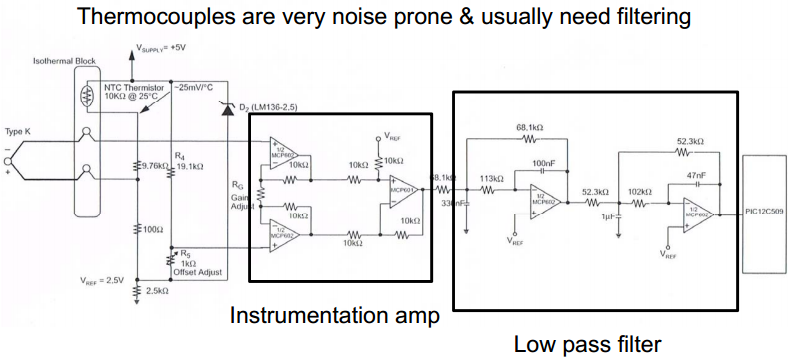 Thermocouples are very noise prone & usually need filtering
VSUPPLY= +5V
Isothermal Block
NTC Thermistor
10KΩ @ 25°C
~25mV/°C
D2 (LM136-2.5)
Type K
−
+
9.76kΩ
R4
19.1kΩ
100Ω
R5
1kΩ
Offset Adjust
VREF = 2.5V
2.5kΩ
RG
Gain
Adjust
1/2
MCP602
10kΩ
10kΩ
VREF
10kΩ
MCP601
10kΩ
10kΩ
10kΩ
1/2
MCP602
68.1kΩ
330nF
68.1kΩ
113kΩ
100nF
1/2
MCP602
VREF
52.3kΩ
1µF
52.3kΩ
102kΩ
47nF
1/2
MCP602
VREF
PIC12C509
Instrumentation amp
Low pass filter